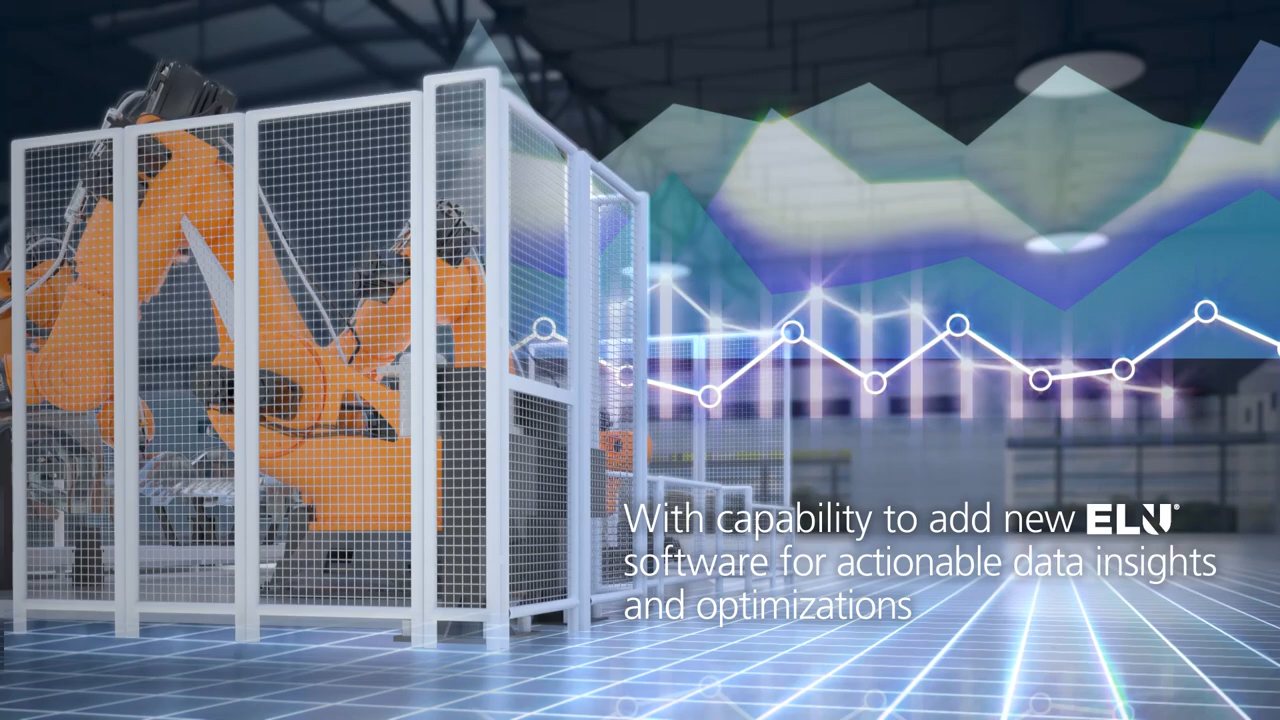 With capability to add new ELN®
software for actionable data insights
and optimizations